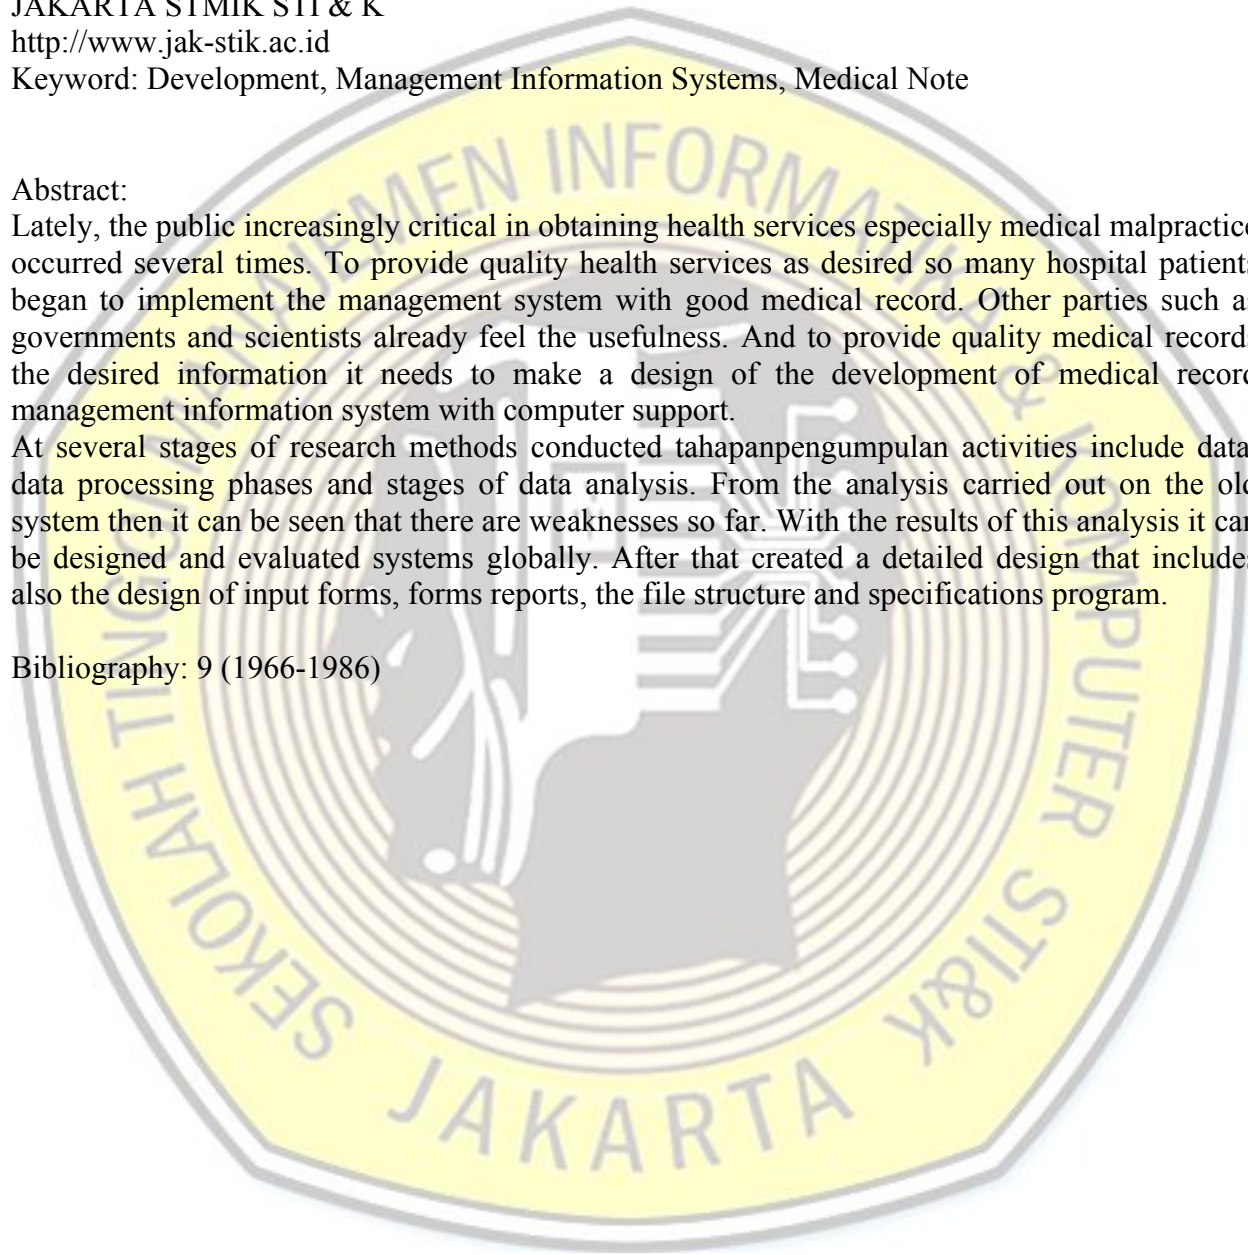 JAKARTA STMIK STI & K
http://www.jak-stik.ac.id
Keyword: Development, Management Information Systems, Medical Note
Abstract:
Lately, the public increasingly critical in obtaining health services especially medical malpractice
occurred several times. To provide quality health services as desired so many hospital patients
began to implement the management system with good medical record. Other parties such as
governments and scientists already feel the usefulness. And to provide quality medical records
the desired information it needs to make a design of the development of medical record
management information system with computer support.
At several stages of research methods conducted tahapanpengumpulan activities include data,
data processing phases and stages of data analysis. From the analysis carried out on the old
system then it can be seen that there are weaknesses so far. With the results of this analysis it can
be designed and evaluated systems globally. After that created a detailed design that includes
also the design of input forms, forms reports, the file structure and specifications program.
Bibliography: 9 (1966-1986)
SEKOLAH TINGGI MANAJEMEN INFORMATIKA & KOMPUTER STI&K
JAKARTA